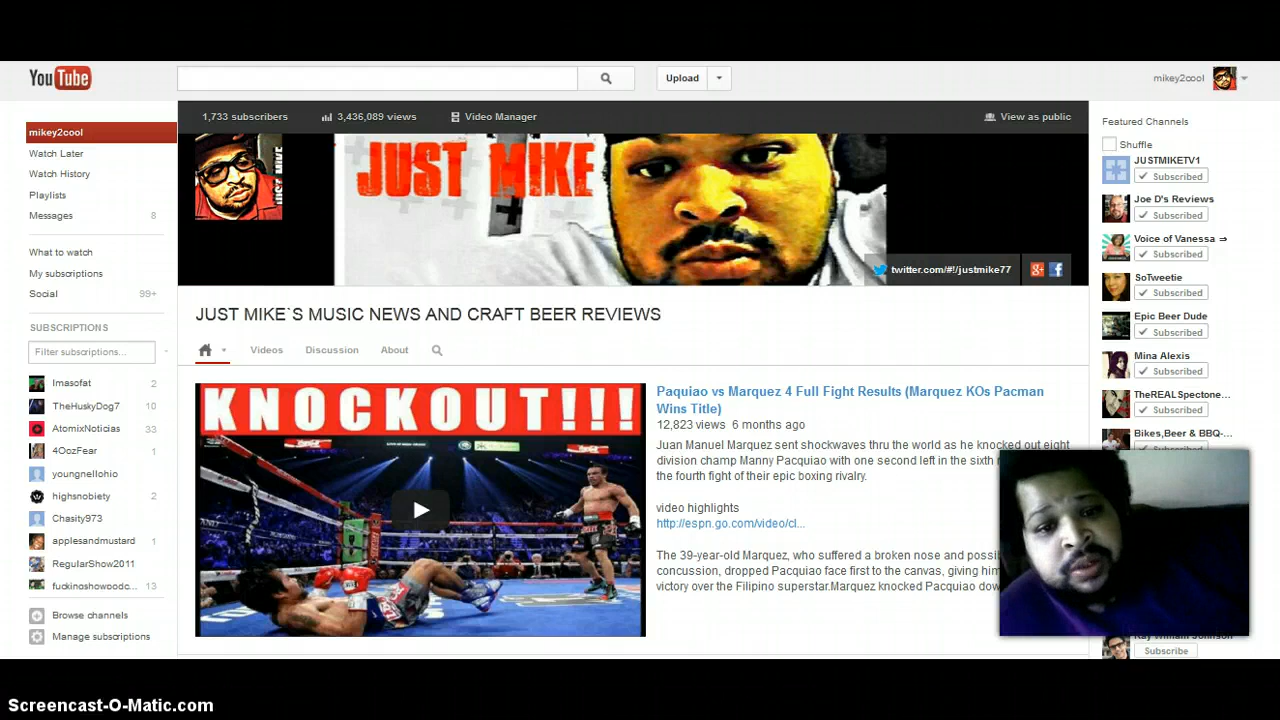 YouTube
Upload
mikey2cool
1,733 subscribers
3,436,089 views
Video Manager
View as public
mikey2cool
Watch Later
Watch History
Playlists
Messages 8
What to watch
My subscriptions
Social 99+
SUBSCRIPTIONS
Filter subscriptions...
Imasofat 2
TheHuskyDog7 10
AtomixNoticias 33
4OozFear 1
youngnellohio
highsnobiety 2
Chasity973
applesandmustard 1
RegularShow2011
fuckinshowoodc... 13
Browse channels
Manage subscriptions
JUST MIKE
JUST MIKE
twitter.com/#!/justmike77
JUST MIKE`S MUSIC NEWS AND CRAFT BEER REVIEWS
Videos
Discussion
About
KNOCKOUT!!!
Paquiao vs Marquez 4 Full Fight Results (Marquez KOs Pacman
Wins Title)
12,823 views 6 months ago
Juan Manuel Marquez sent shockwaves thru the world as he knocked out eight
division champ Manny Pacquiao with one second left in the sixth
the fourth fight of their epic boxing rivalry.
video highlights
http://espn.go.com/video/cl...
The 39-year-old Marquez, who suffered a broken nose and
concussion, dropped Pacquiao face first to the canvas, giving
victory over the Filipino superstar.Marquez knocked Pacquiao
Featured Channels
Shuffle
JUSTMIKETV1
Subscribed
Joe D's Reviews
Subscribed
Voice of Vanessa ⇒
Subscribed
SoTweetie
Subscribed
Epic Beer Dude
Subscribed
Mina Alexis
Subscribed
TheREALSpectone...
Subscribed
Bikes,Beer & BBQ-...
Ray William Johnson
Subscribe
Screencast-O-Matic.com